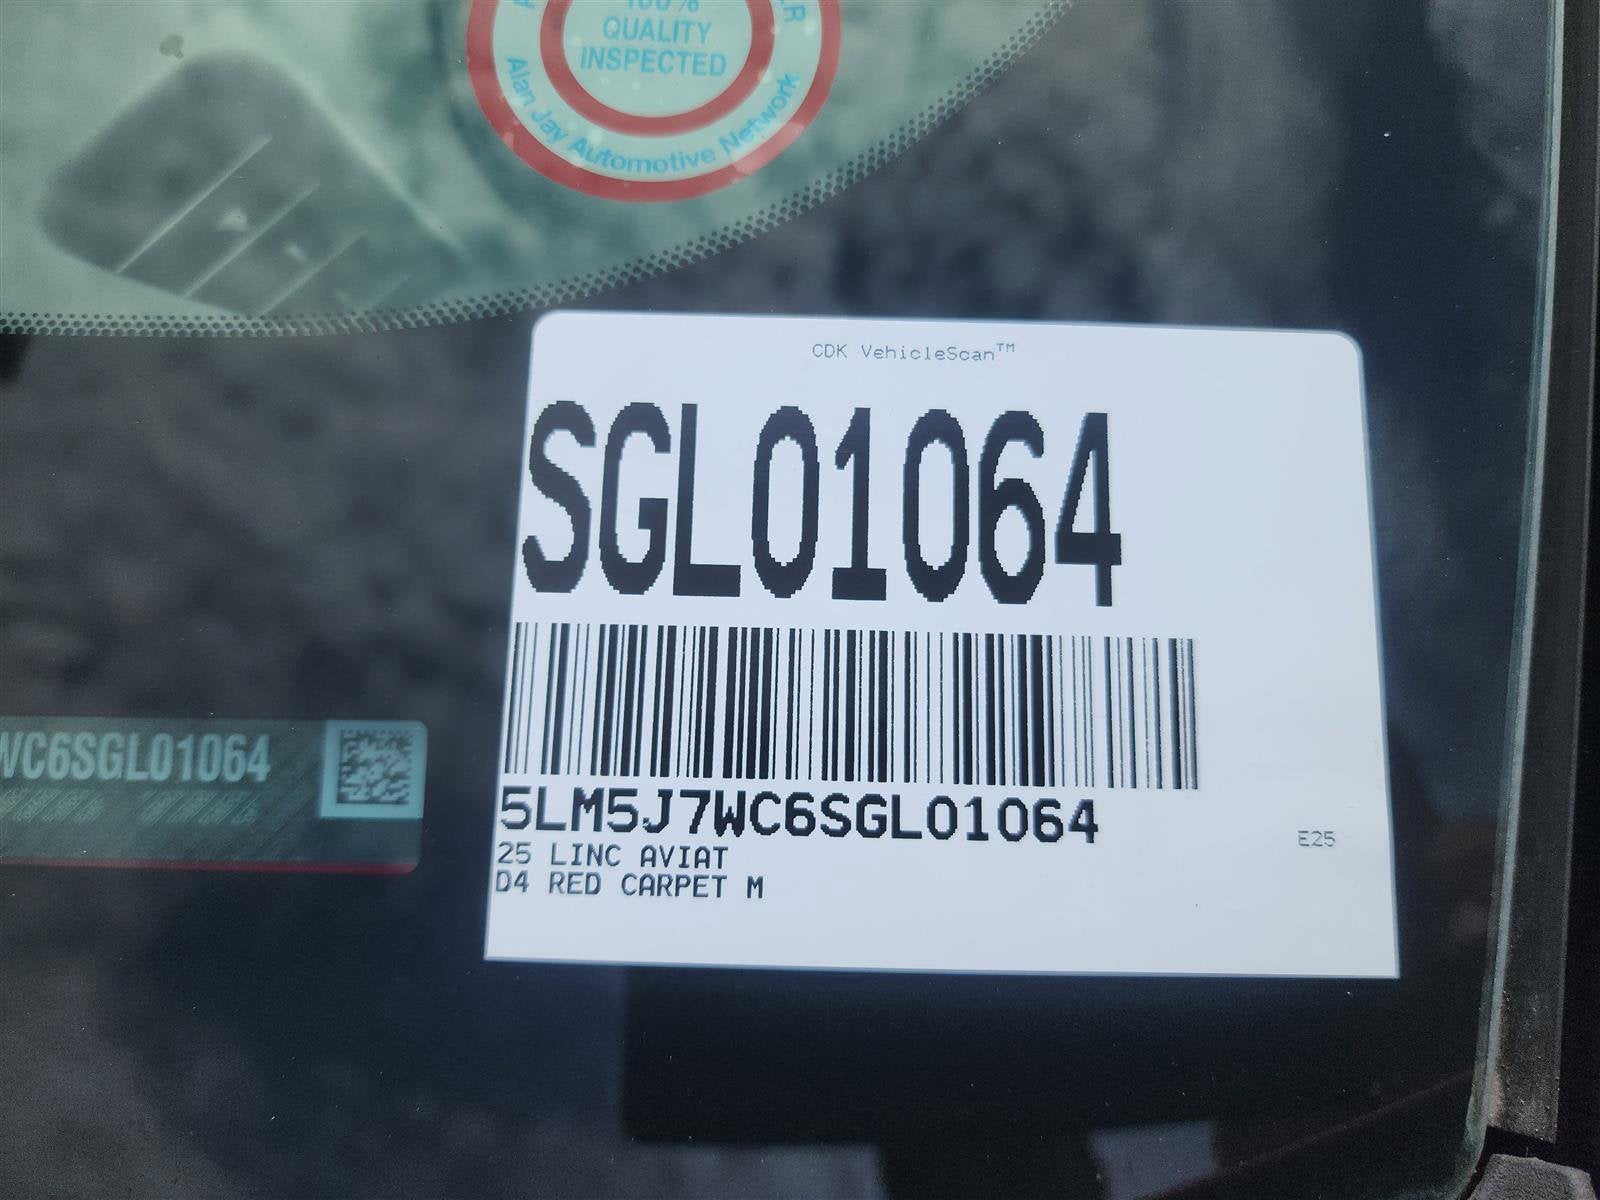 100%
QUALITY
INSPECTED
Alan Jay Automotive Network
CDK VehicleScan™
SGL01064
WC6SGL01064
5LM5J7WC6SGL01064
25 LINC AVIAT
E25
D4 RED CARPET M